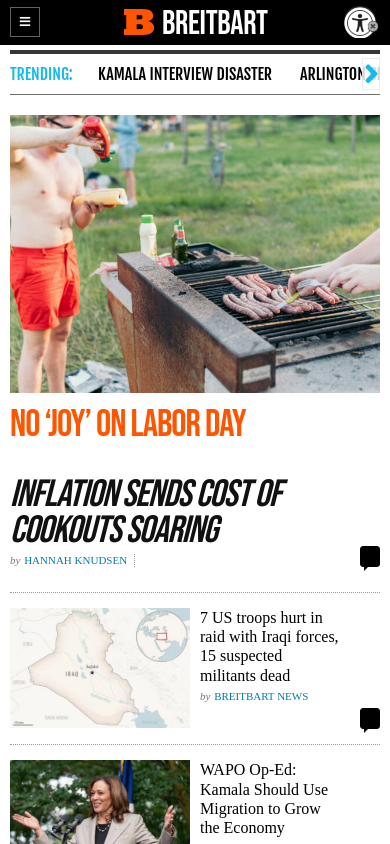 BREITBART
TRENDING:
KAMALA INTERVIEW DISASTER
ARLINGTON
NO ‘JOY’ ON LABOR DAY
INFLATION SENDS COST OF
COOKOUTS SOARING
by HANNAH KNUDSEN
IRAQ
Baghdad
7 US troops hurt in
raid with Iraqi forces,
15 suspected
militants dead
by BREITBART NEWS
WAPO Op-Ed:
Kamala Should Use
Migration to Grow
the Economy